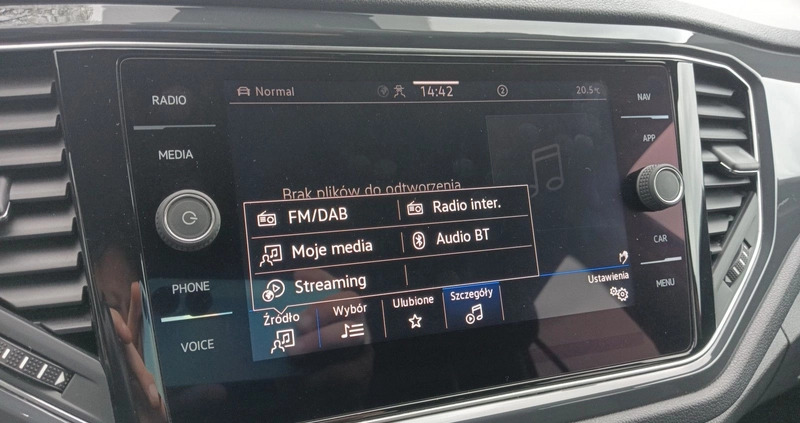 RADIO
MEDIA
PHONE
VOICE
Normal
14:42
2
20.5°C
Brak plików do odtworzenia
FM/DAB
Radio inter.
Moje media
Audio BT
Streaming
Źródło
Wybór
Ulubione
Szczegóły
Ustawienia
NAV
APP
CAR
MENU